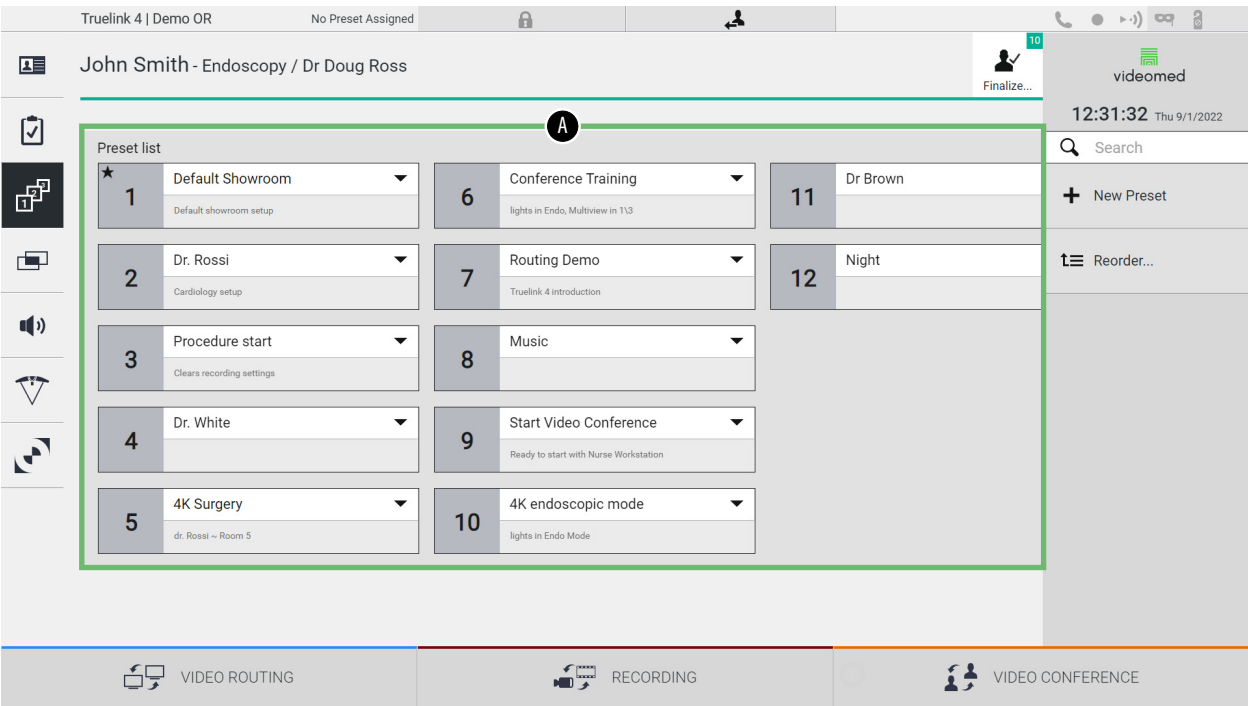 Truelink 4 | Demo OR
No Preset Assigned
John Smith - Endoscopy / Dr Doug Ross
10
Finalize...
videomed
12:31:32 Thu 9/1/2022
Search
New Preset
Reorder...
A
Preset list
1
Default Showroom
Default showroom setup
2
Dr. Rossi
Cardiology setup
3
Procedure start
Clears recording settings
4
Dr. White
5
4K Surgery
dr. Rossi ~ Room 5
6
Conference Training
lights in Endo, Multiview in 1\3
7
Routing Demo
Truelink 4 introduction
8
Music
9
Start Video Conference
Ready to start with Nurse Workstation
10
4K endoscopic mode
lights in Endo Mode
11
Dr Brown
12
Night
1 2 3
VIDEO ROUTING
RECORDING
VIDEO CONFERENCE